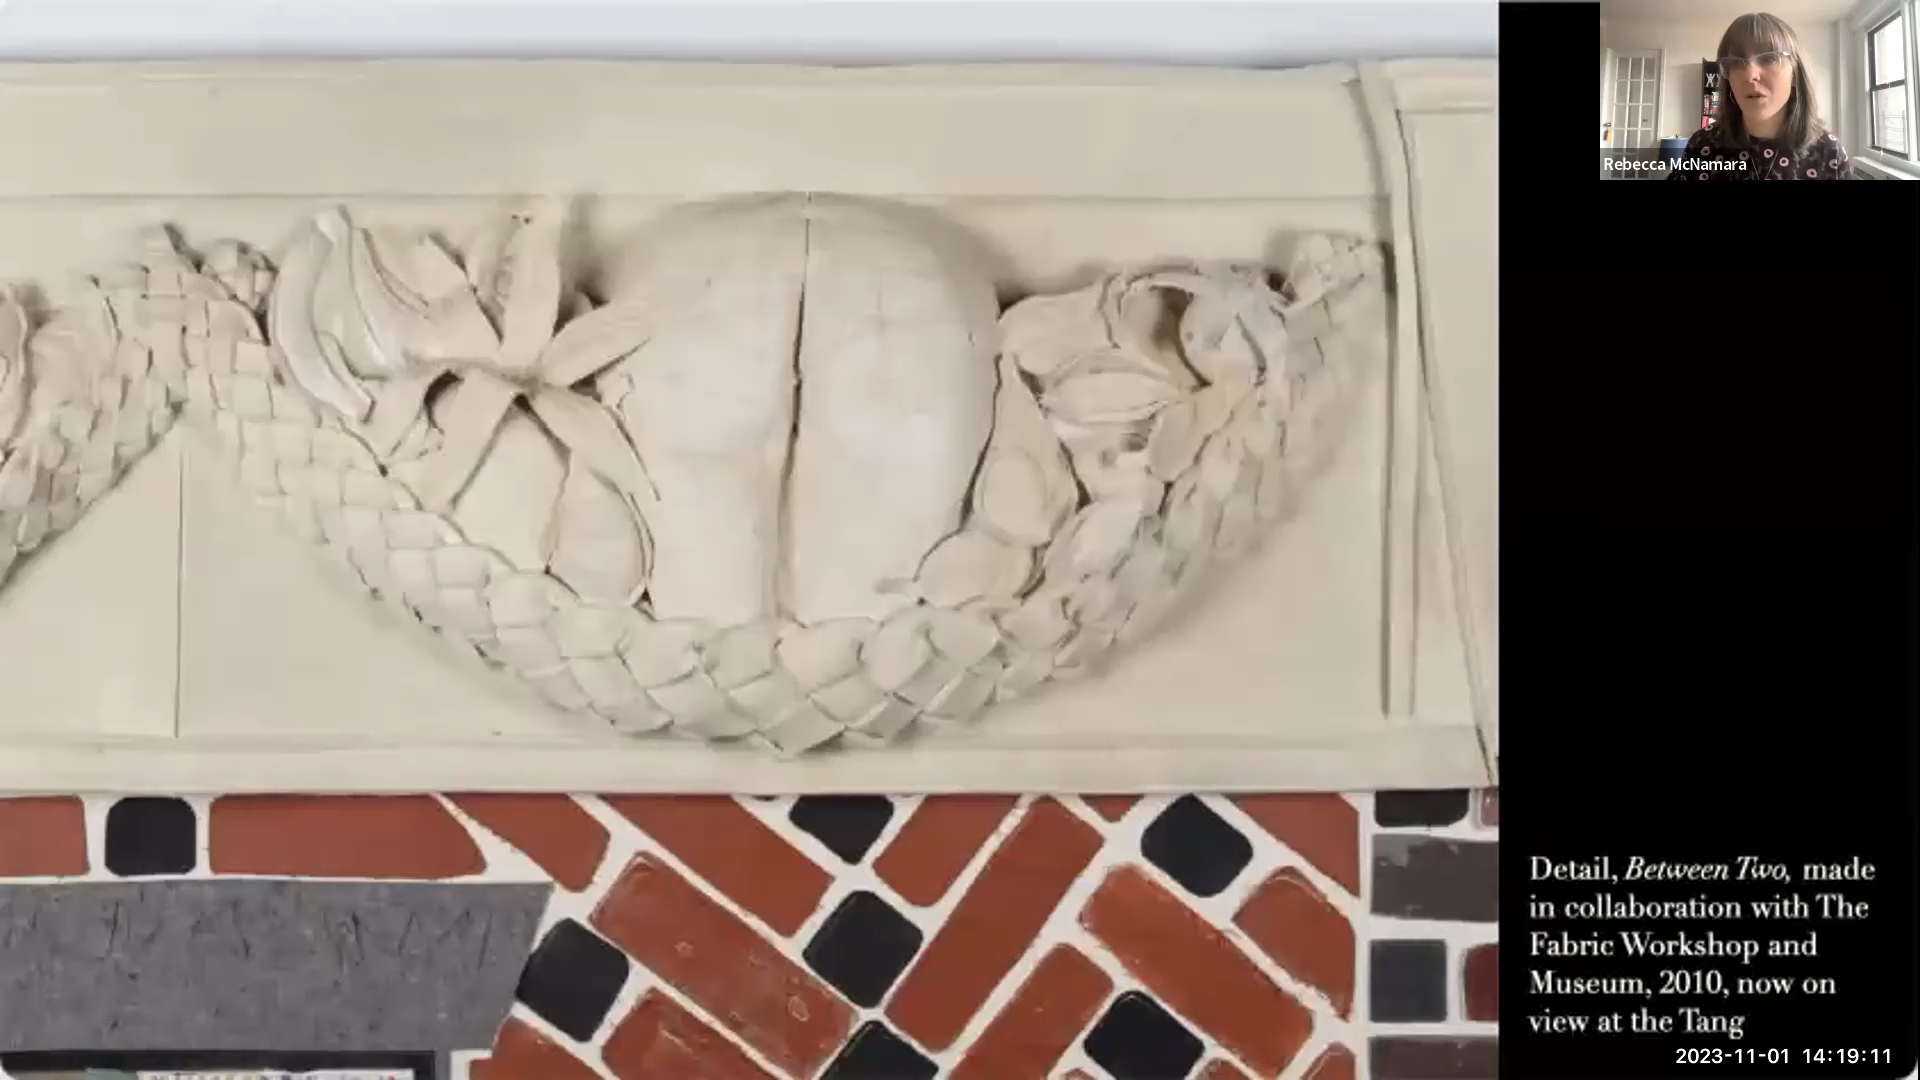 Rebecca McNamara
Detail, Between Two, made
in collaboration with The
Fabric Workshop and
Museum, 2010, now on
view at the Tang
2023-11-01 14:19:11